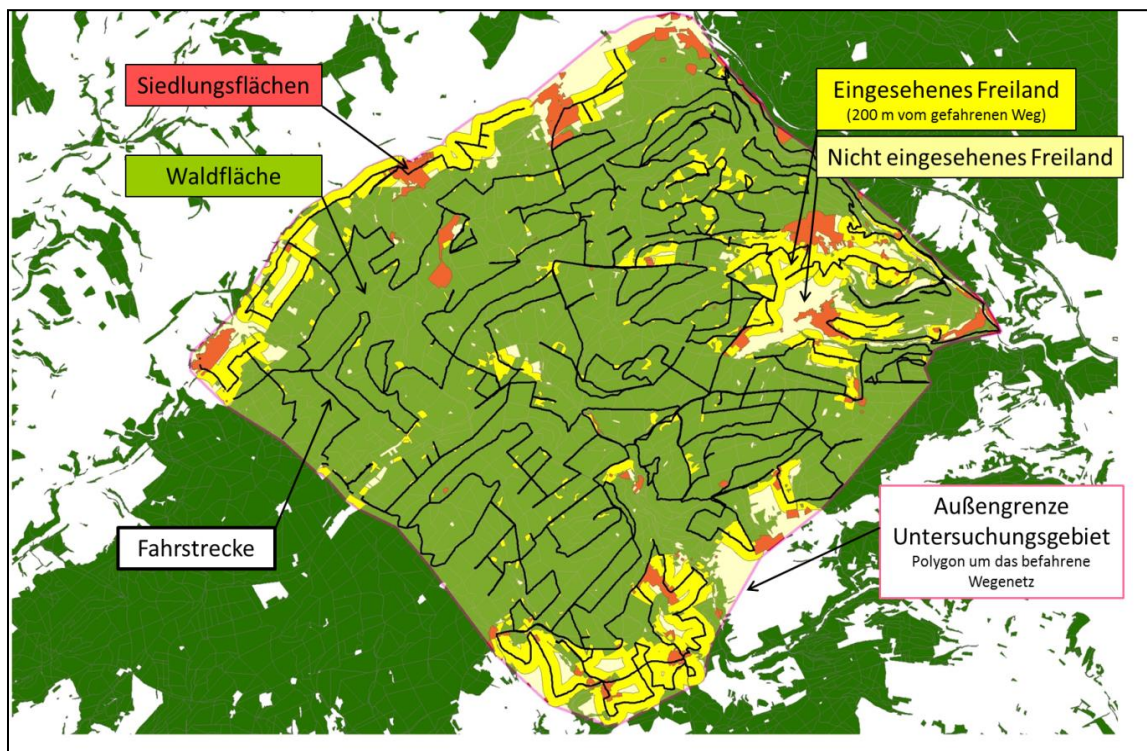 Siedlungsflächen
Waldfläche
Eingesehenes Freiland
(200 m vom gefahrenen Weg)
Nicht eingesehenes Freiland
Fahrstrecke
Außengrenze
Untersuchungsgebiet
Polygon um das befahrene
Wegenetz